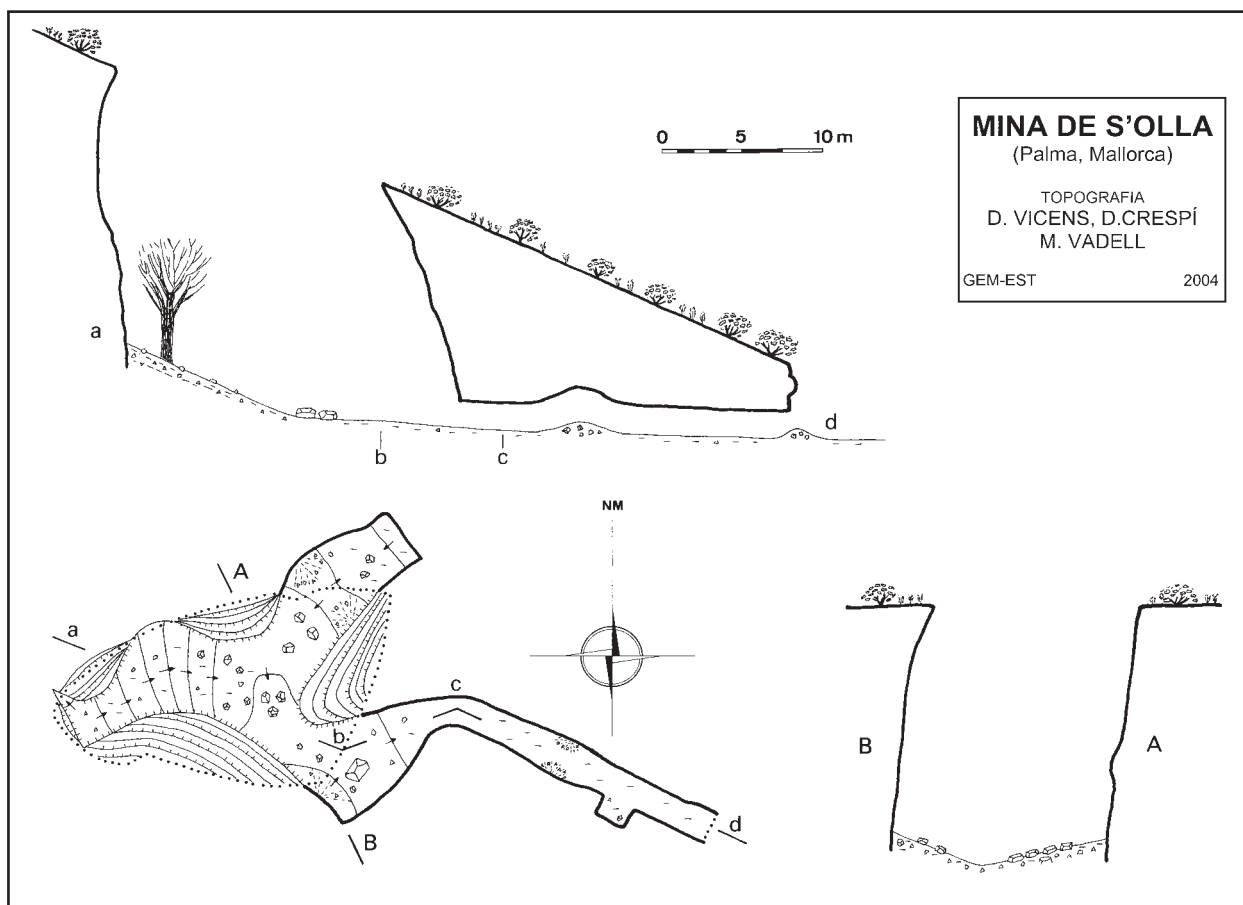 0 5 10 m
MINA DE S'OLLA
(Palma, Mallorca)
TOPOGRAFIA
D. VICENS, D.CRESPÍ
M. VADELL
GEM-EST 2004
a
d
b c
NM
A
a
c
b
d
B
B
A